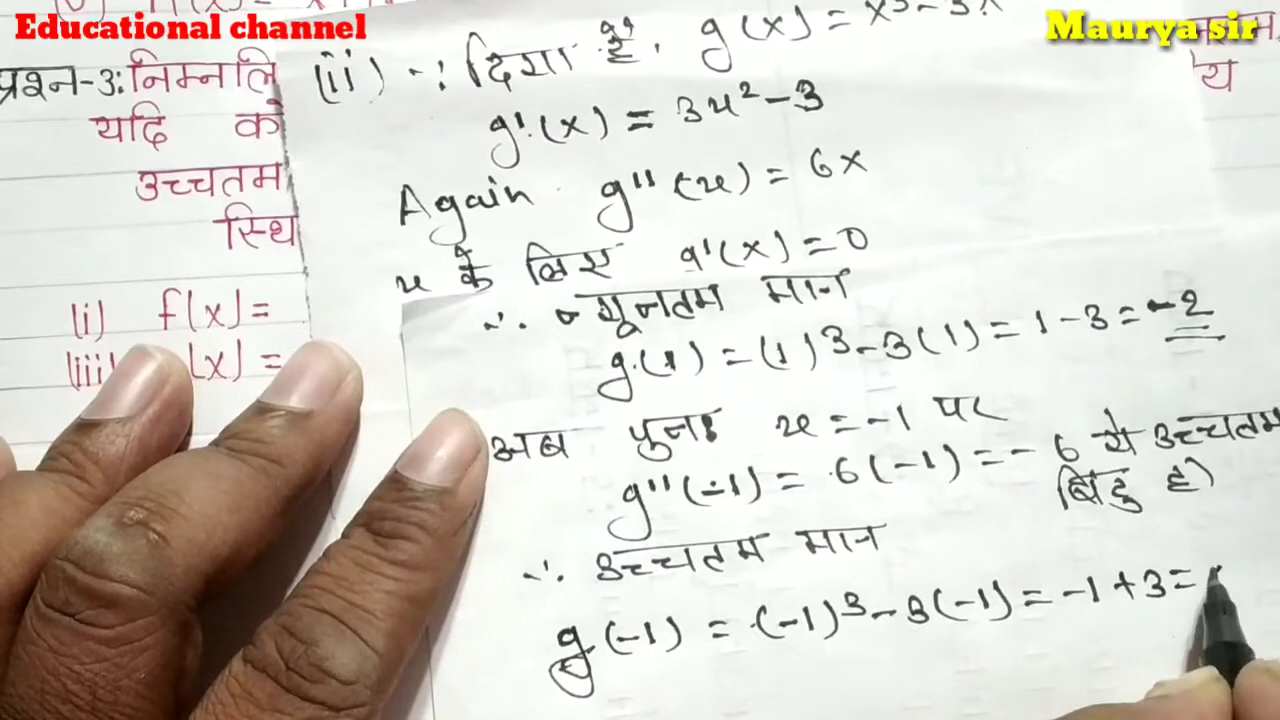 Educational channel
Maurya sir
प्रश्न-3: निम्नलि
यदि को
उच्चतम
स्थि
(i) f(x)=
(iii) (x) =
(ii) ∵ दिया है, g(x) = x³-3x
g'(x) = 3x²-3
Again g''(x) = 6x
x के लिए g'(x)=0
∴ न्यूनतम मान
g(1) = (1)³-3(1)=1-3=-2
अब पुनः x=-1 पर
g''(-1) = 6(-1)=-6 ये उच्चतम
बिंदु है)
∴ उच्चतम मान
g(-1) = (-1)³-3(-1)=-1+3=